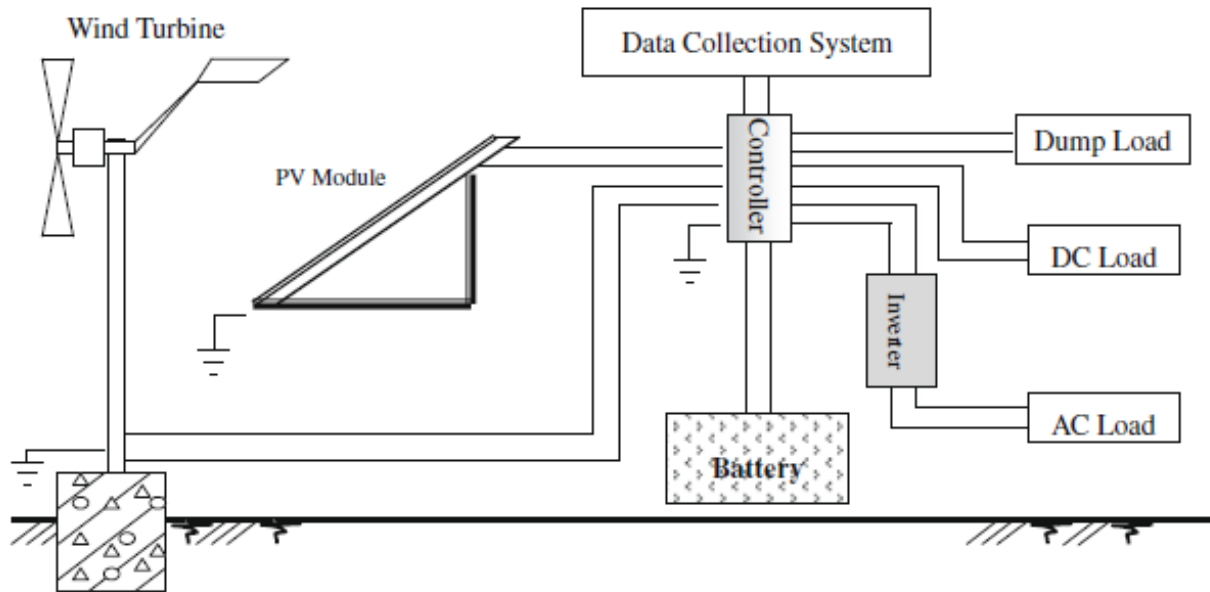 Wind Turbine
Data Collection System
Controller
Dump Load
PV Module
DC Load
Inverter
AC Load
Battery